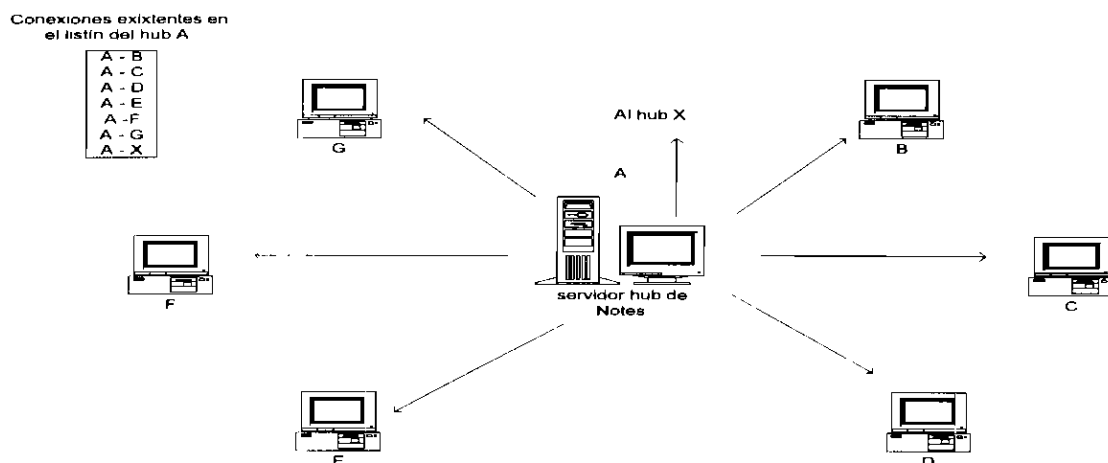 Conexiones exixtentes en
el listín del hub A
A - B
A - C
A - D
A - E
A -F
A - G
A - X
G
Al hub X
B
A
F
C
servidor hub de
Notes
E
D